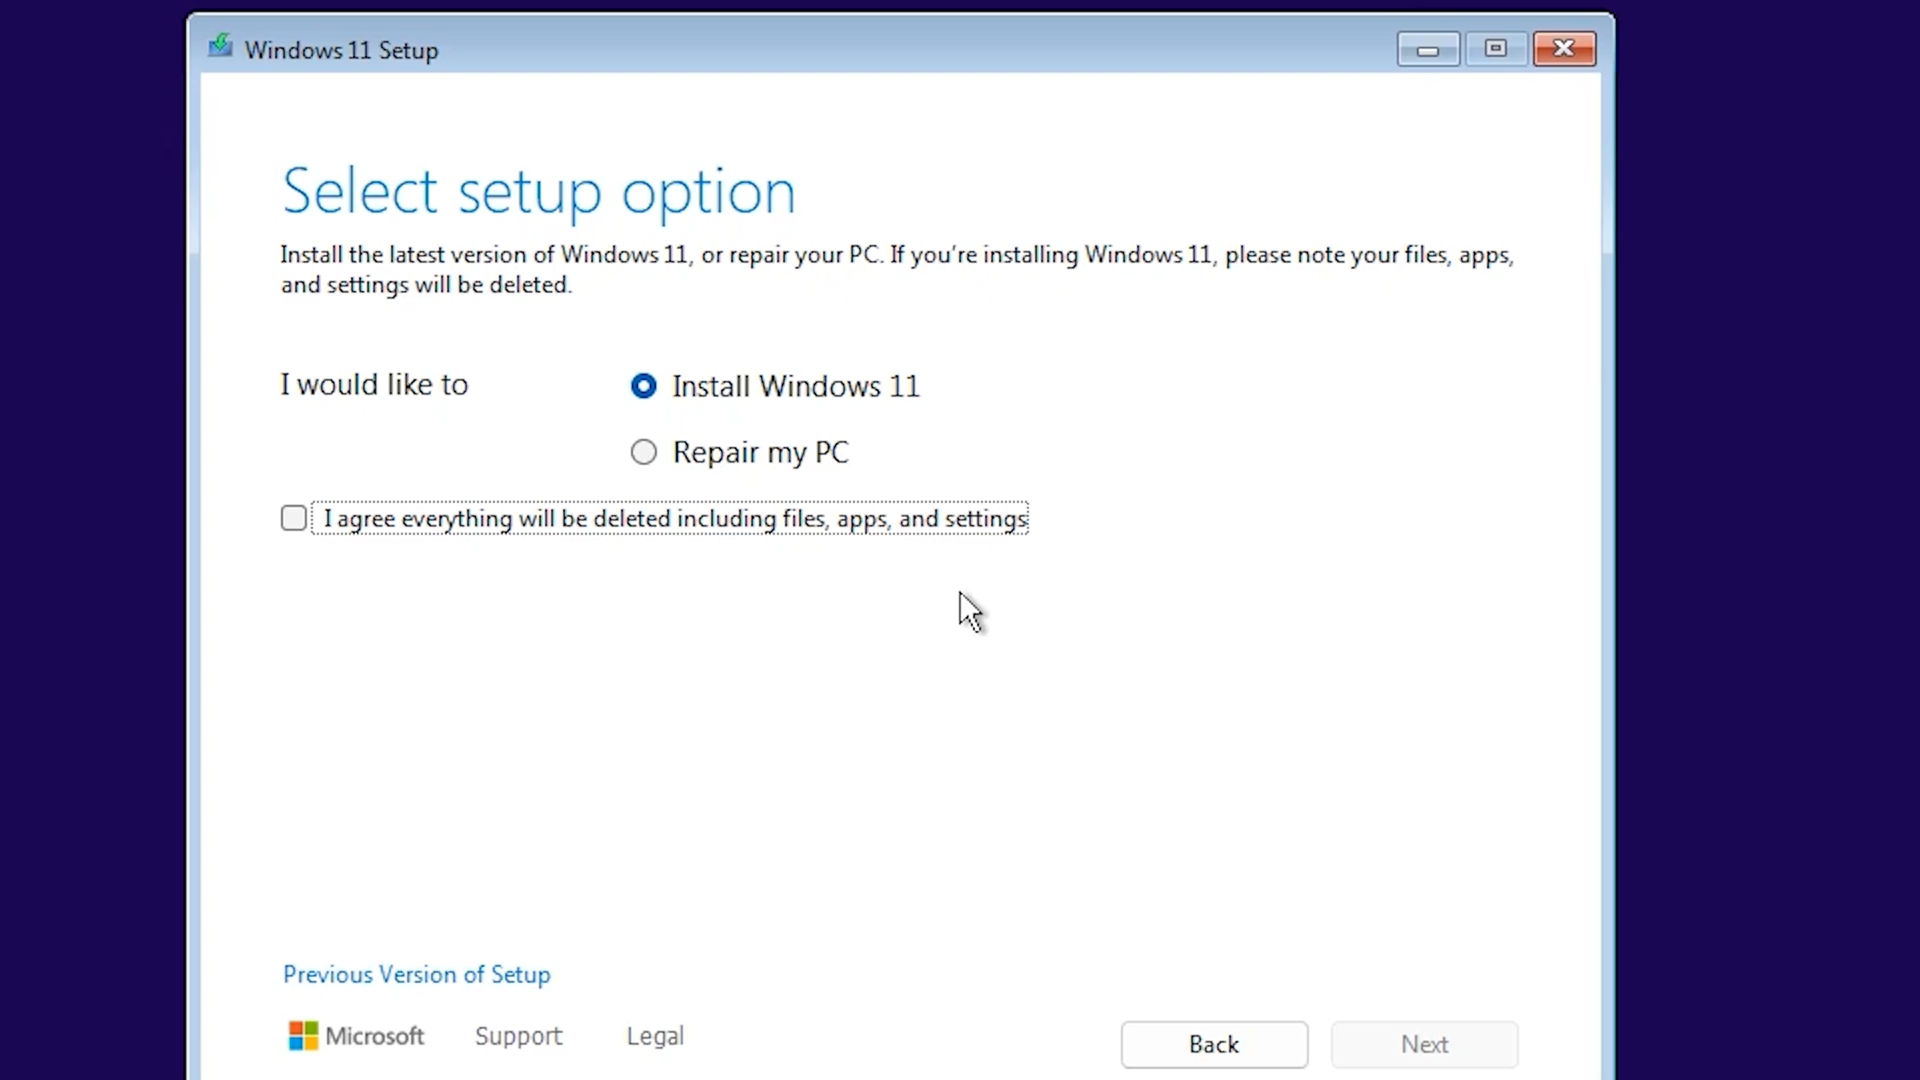 Windows 11 Setup
Select setup option
Install the latest version of Windows 11, or repair your PC. If you're installing Windows 11, please note your files, apps,
and settings will be deleted.
I would like to
Install Windows 11
Repair my PC
I agree everything will be deleted including files, apps, and settings
Previous Version of Setup
Microsoft
Support
Legal
Back
Next